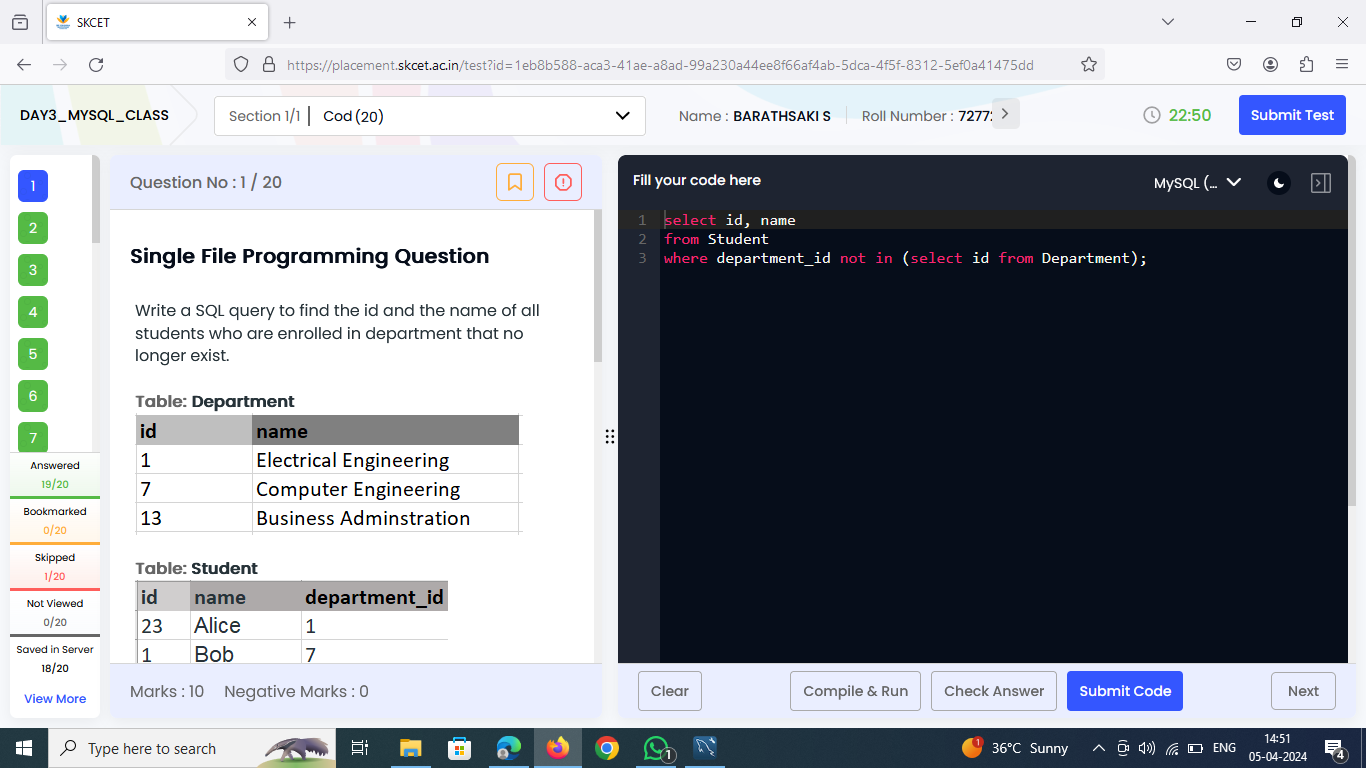 SKCET
https://placement.skcet.ac.in/test?id=1eb8b588-aca3-41ae-a8ad-99a230a44ee8f66af4ab-5dca-4f5f-8312-5ef0a41475dd
DAY3_MYSQL_CLASS
Section 1/1 | Cod (20)
Name : BARATHSAKI S
Roll Number : 7277
22:50
Submit Test
1
2
3
4
5
6
7
Answered
19/20
Bookmarked
0/20
Skipped
1/20
Not Viewed
0/20
Saved in Server
18/20
View More
Question No : 1 / 20
Single File Programming Question
Write a SQL query to find the id and the name of all
students who are enrolled in department that no
longer exist.
Table: Department
id name
1 Electrical Engineering
7 Computer Engineering
13 Business Adminstration
Table: Student
id name department_id
23 Alice 1
1 Bob 7
Marks : 10 Negative Marks : 0
Fill your code here
MySQL (...
1 select id, name
2 from Student
3 where department_id not in (select id from Department);
Clear
Compile & Run
Check Answer
Submit Code
Next
Type here to search
1
1
36°C Sunny
ENG
14:51
05-04-2024
4